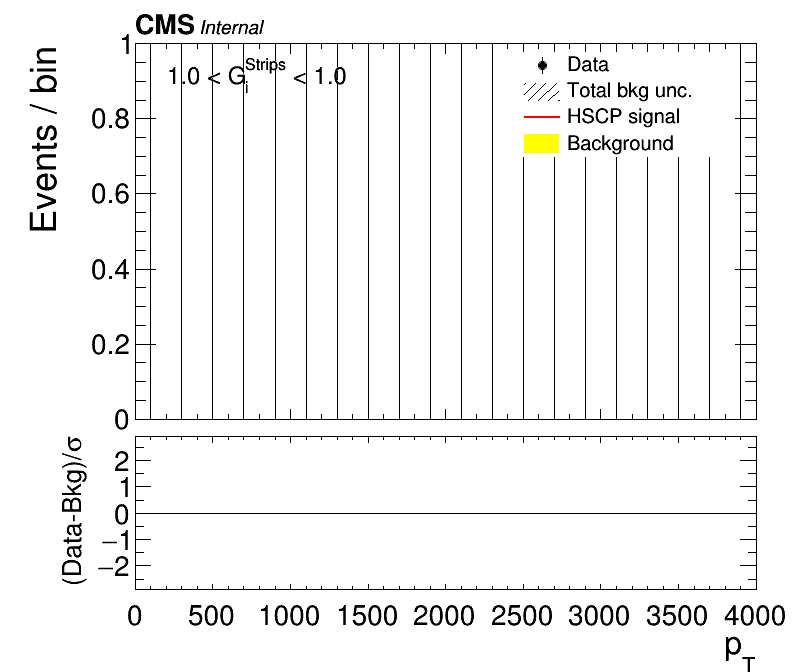 CMS Internal
1.0 < G_i^Strips < 1.0
Data
Total bkg unc.
HSCP signal
Background
Events / bin
1
0.8
0.6
0.4
0.2
0
(Data-Bkg)/σ
2
1
0
−1
−2
0 500 1000 1500 2000 2500 3000 3500 4000
p_T